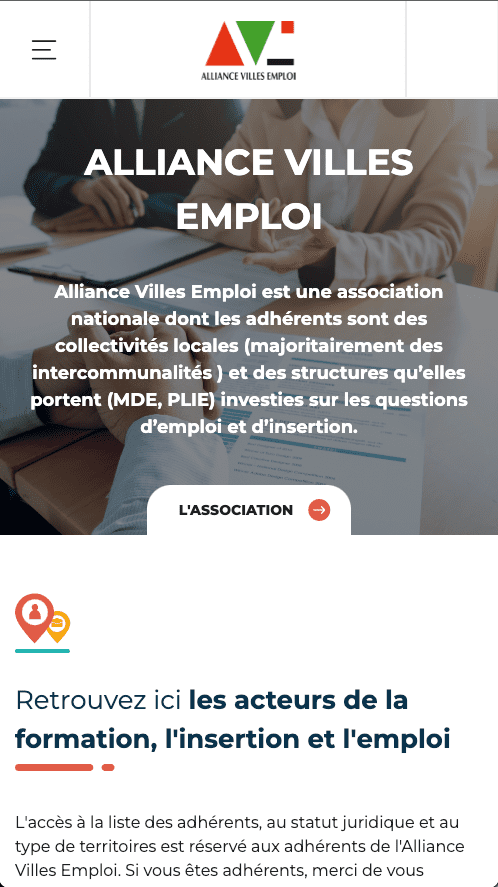 ALLIANCE VILLES EMPLOI
ALLIANCE VILLES
EMPLOI
Alliance Villes Emploi est une association
nationale dont les adhérents sont des
collectivités locales (majoritairement des
intercommunalités ) et des structures qu’elles
portent (MDE, PLIE) investies sur les questions
d’emploi et d’insertion.
L'ASSOCIATION
Retrouvez ici les acteurs de la
formation, l'insertion et l'emploi
L'accès à la liste des adhérents, au statut juridique et au
type de territoires est réservé aux adhérents de l'Alliance
Villes Emploi. Si vous êtes adhérents, merci de vous